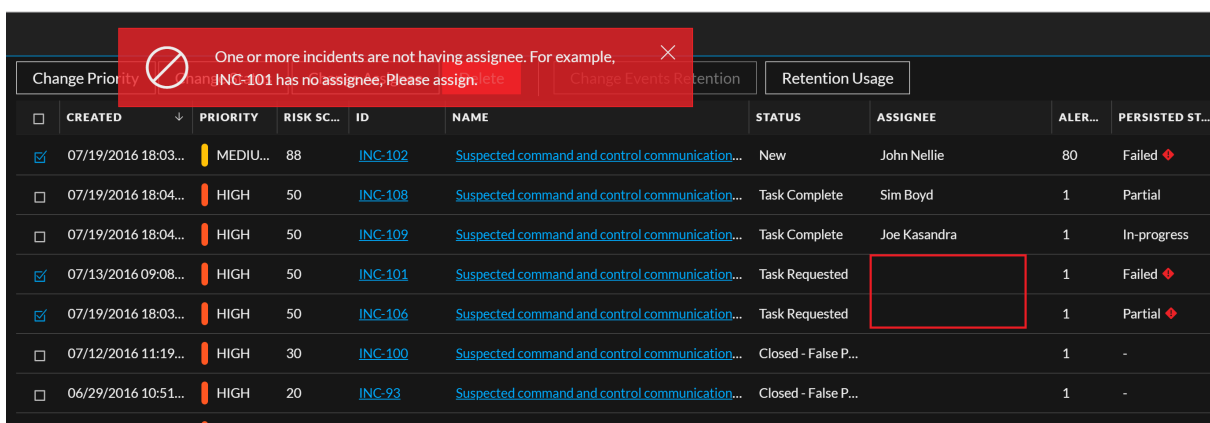 One or more incidents are not having assignee. For example,
INC-101 has no assignee, Please assign.
Change Priority Change Assignee Delete Change Events Retention Retention Usage
CREATED PRIORITY RISK SC... ID NAME STATUS ASSIGNEE ALER... PERSISTED ST...
07/19/2016 18:03... MEDIU... 88 INC-102 Suspected command and control communication... New John Nellie 80 Failed
07/19/2016 18:04... HIGH 50 INC-108 Suspected command and control communication... Task Complete Sim Boyd 1 Partial
07/19/2016 18:04... HIGH 50 INC-109 Suspected command and control communication... Task Complete Joe Kasandra 1 In-progress
07/13/2016 09:08... HIGH 50 INC-101 Suspected command and control communication... Task Requested 1 Failed
07/19/2016 18:03... HIGH 50 INC-106 Suspected command and control communication... Task Requested 1 Partial
07/12/2016 11:19... HIGH 30 INC-100 Suspected command and control communication... Closed - False P... 1 -
06/29/2016 10:51... HIGH 20 INC-93 Suspected command and control communication... Closed - False P... 1 -